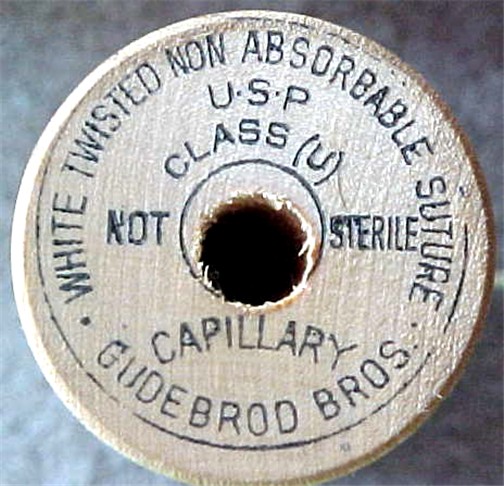 WHITE TWISTED NON ABSORBABLE SUTURE
U·S·P
CLASS (U)
NOT STERILE
CAPILLARY
· GUDEBROD BROS. ·